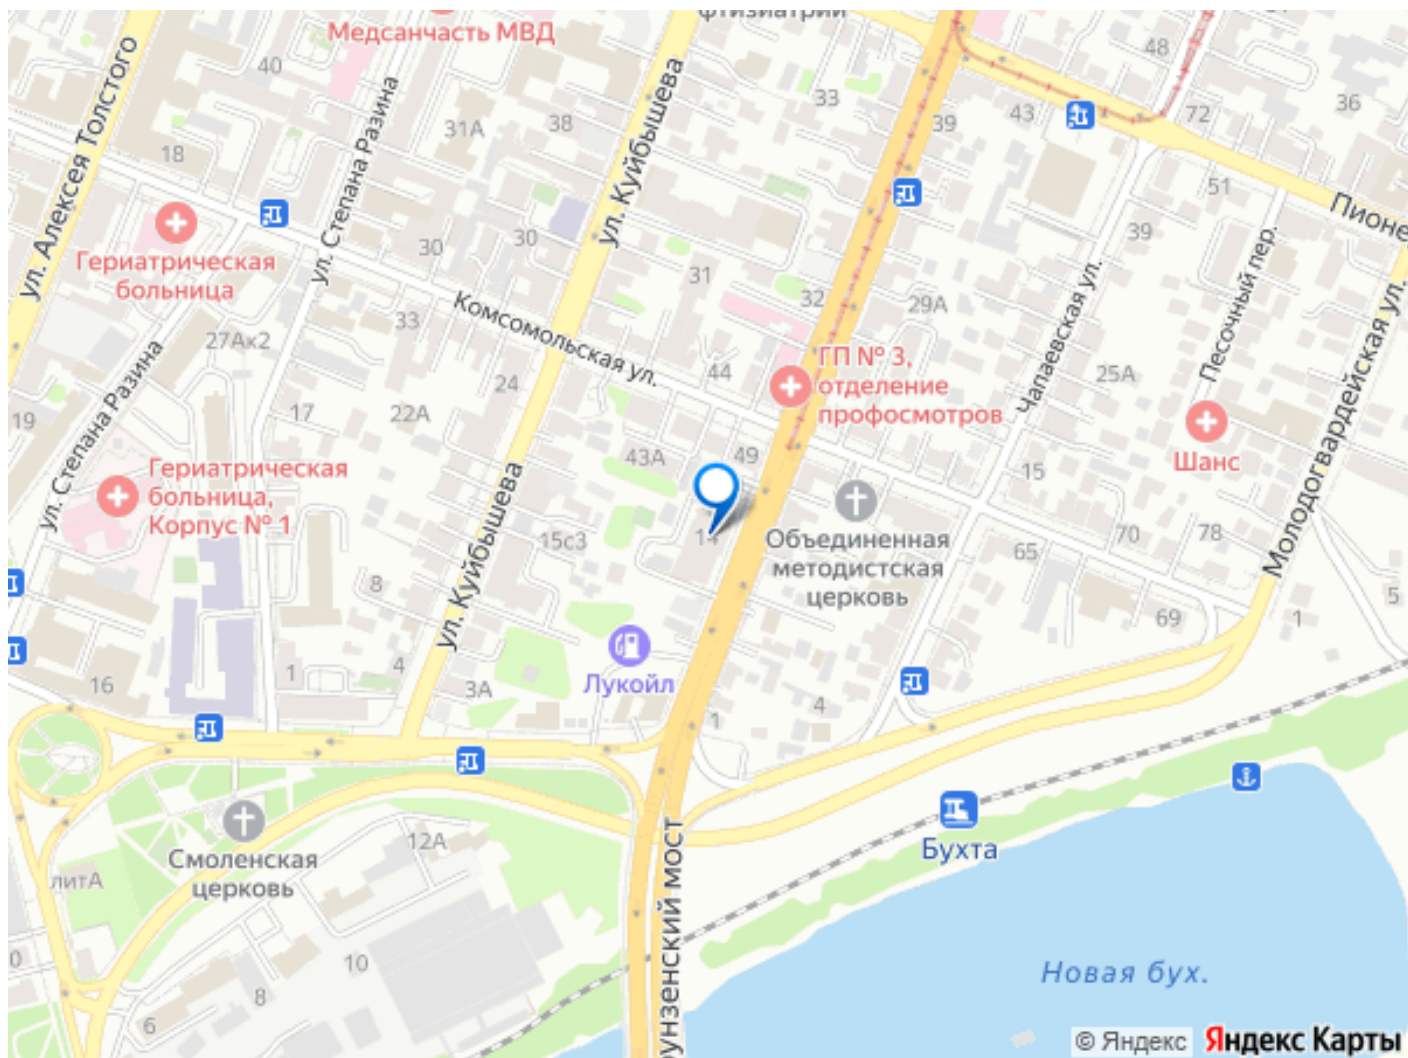 фтизиатрии
Медсанчасть МВД
40
48
33
36
31А
38
39
43
72
18
ул. Алексея Толстого
ул. Степана Разина
ул. Куйбышева
51
Пионе
Гериатрическая
больница
30
30
39
31
32
29А
Песочный пер.
Чапаевская ул.
Молодогвардейская ул.
Комсомольская ул.
33
27Ак2
ГП № 3,
отделение
профосмотров
44
24
25А
19
17
22А
Шанс
ул. Степана Разина
Гериатрическая
больница,
Корпус № 1
43А
49
15
ул. Куйбышева
15с3
Объединенная
методистская
церковь
70
78
65
8
5
69
1
1
4
16
3А
Лукойл
4
1
Бухта
Смоленская
церковь
12А
литА
0
10
8
6
рунзенский мост
Новая бух.
© Яндекс Яндекс Карты